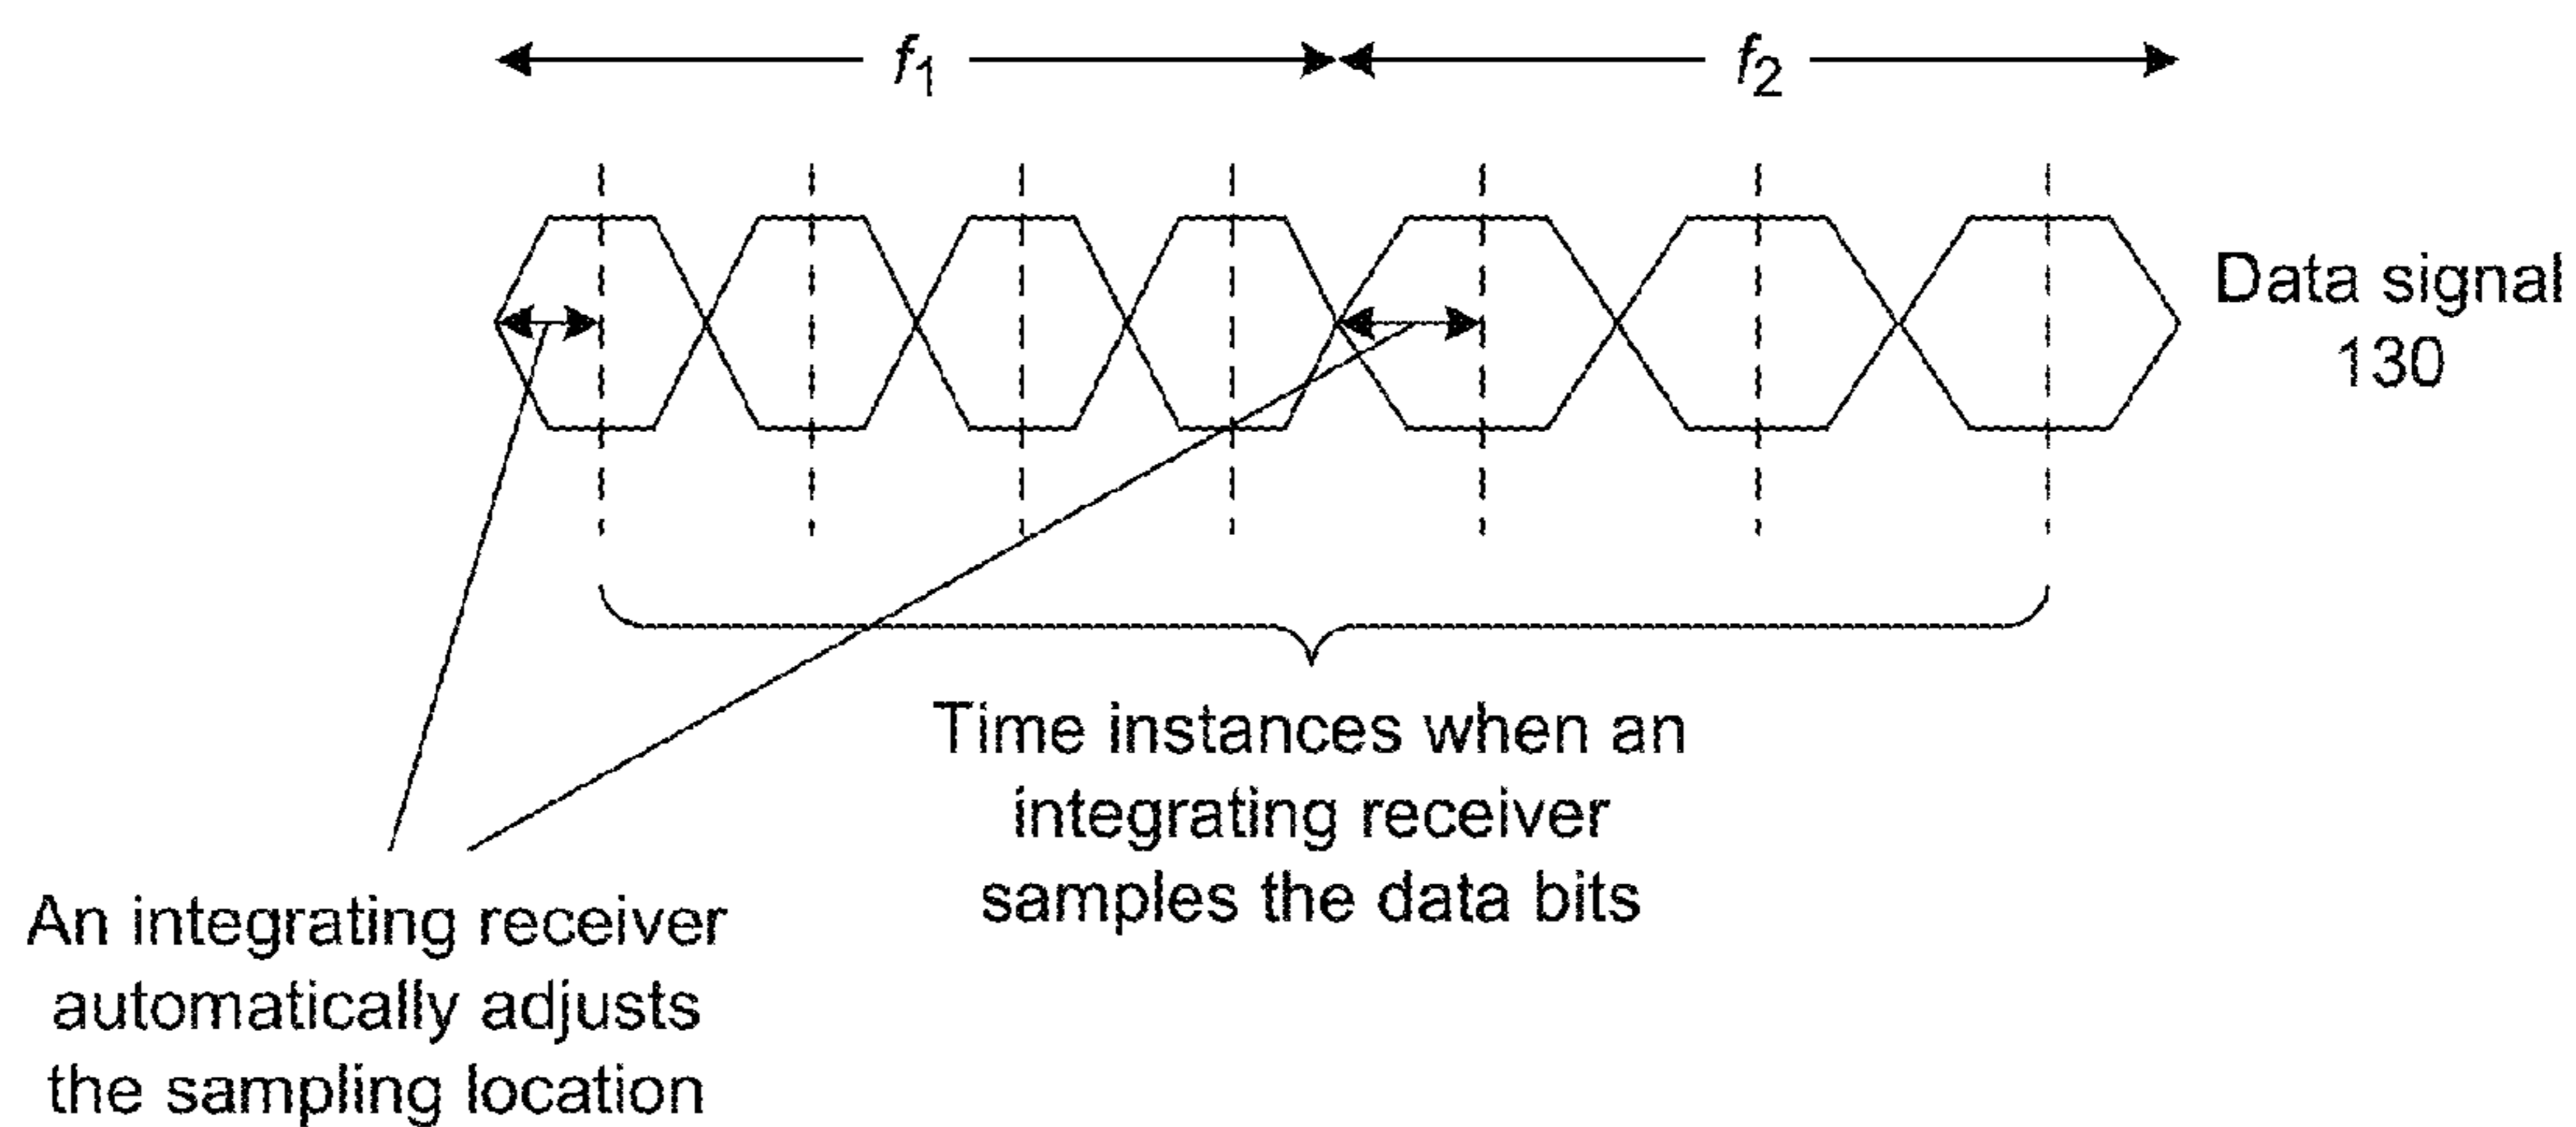 f1
f2
Data signal
130
Time instances when an
integrating receiver
samples the data bits
An integrating receiver
automatically adjusts
the sampling location